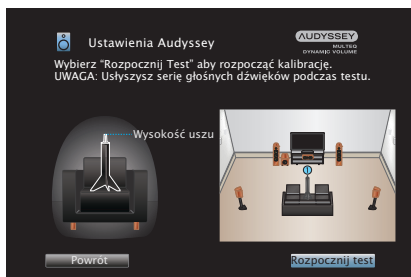 Ustawienia Audyssey
AUDYSSEY
MULTEQ
DYNAMIC VOLUME
Wybierz “Rozpocznij Test” aby rozpocząć kalibrację.
UWAGA: Usłyszysz serię głośnych dźwięków podczas testu.
Wysokość uszu
1
Powrót
Rozpocznij test